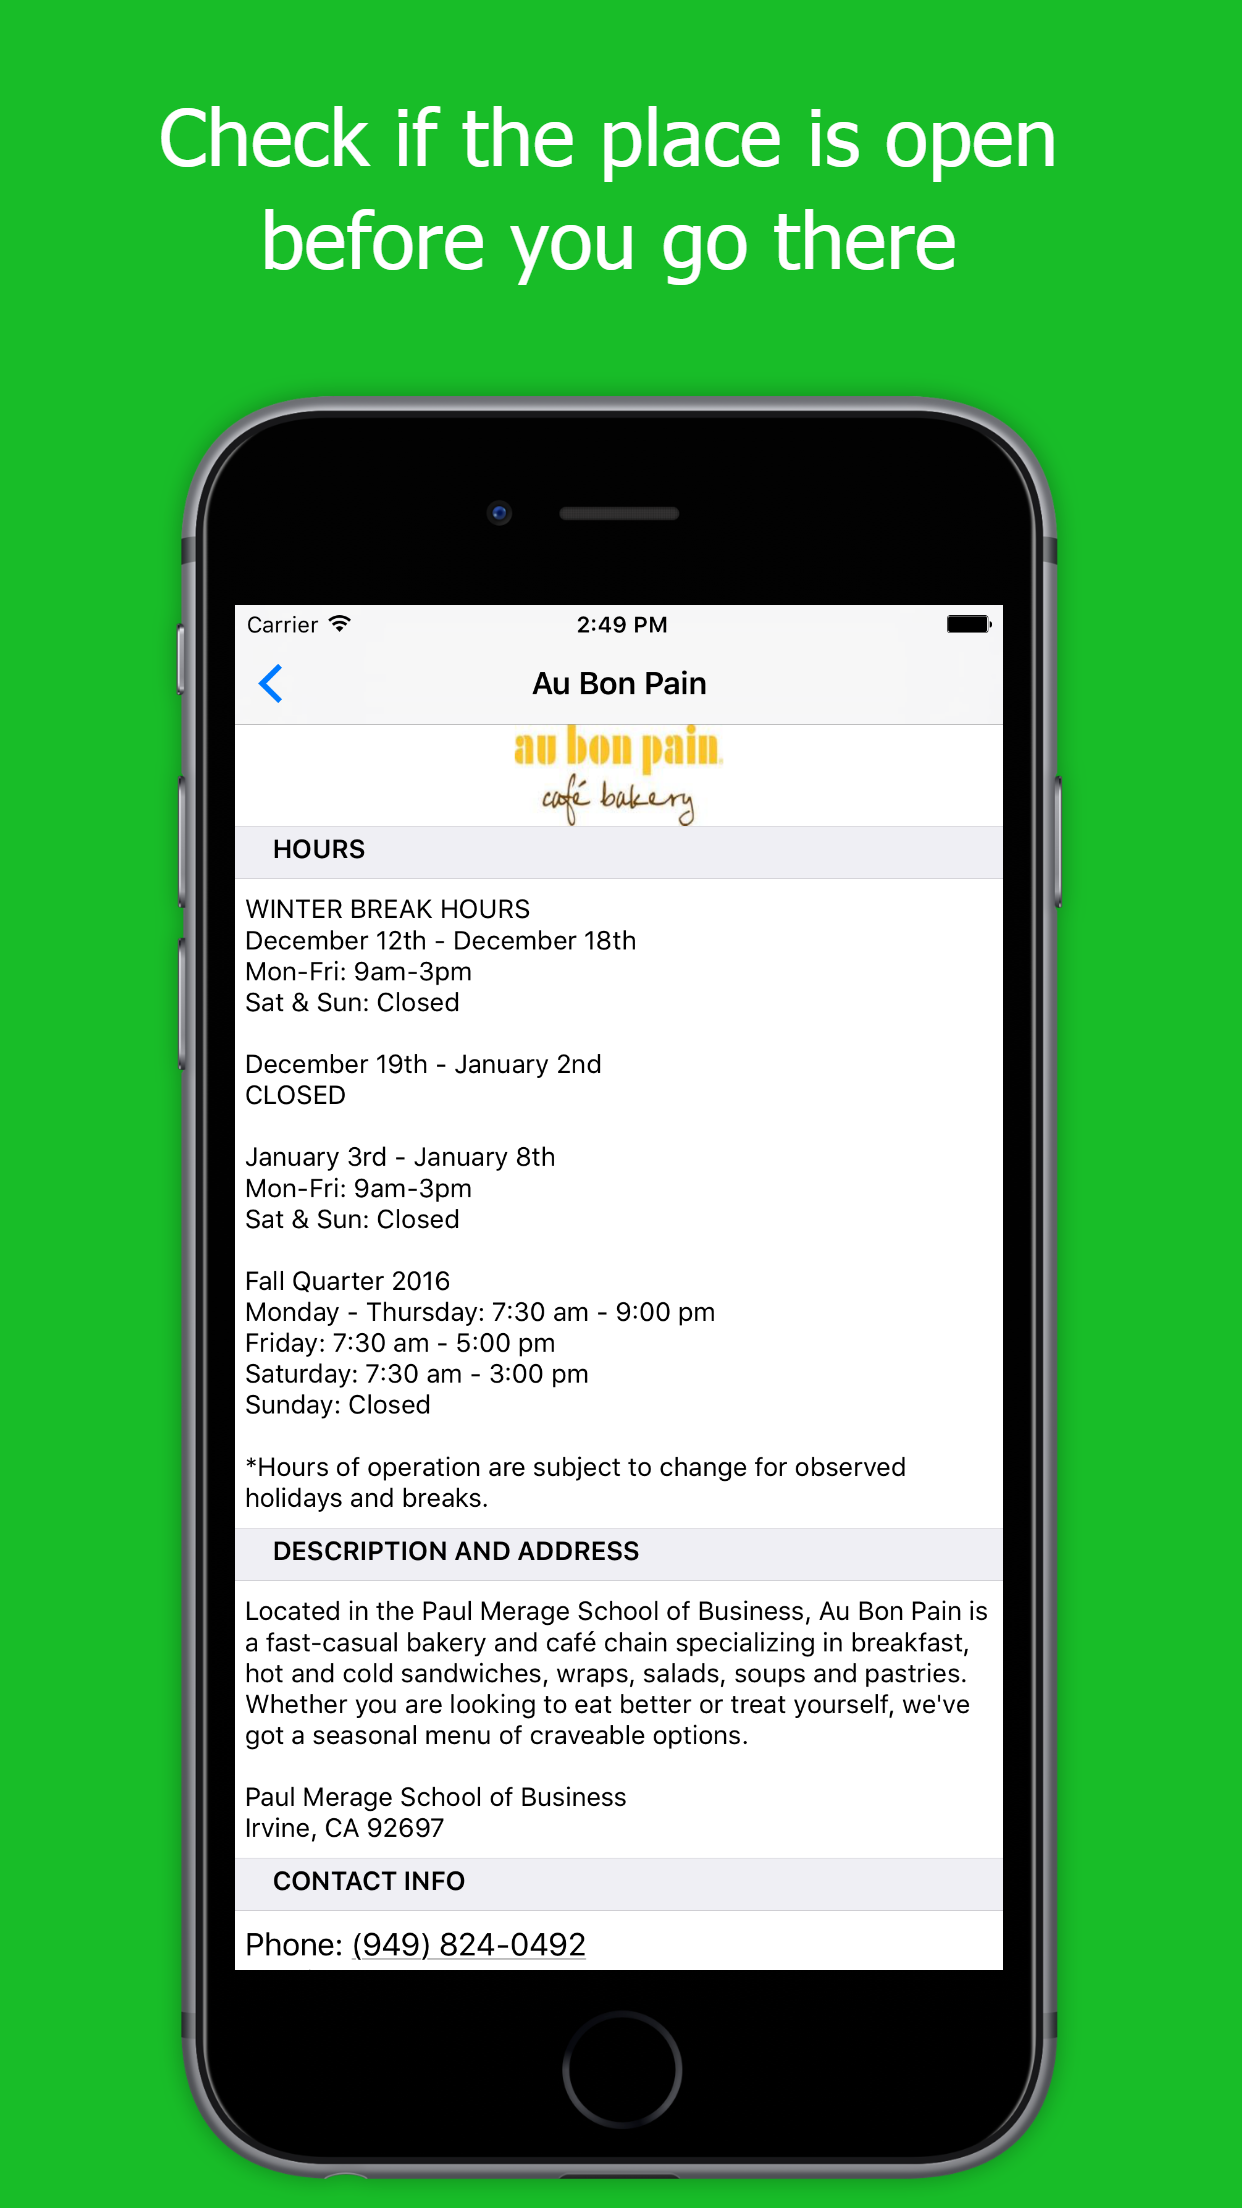 Check if the place is open
before you go there
Carrier
2:49 PM
Au Bon Pain
au bon pain
café bakery
HOURS
WINTER BREAK HOURS
December 12th - December 18th
Mon-Fri: 9am-3pm
Sat & Sun: Closed
December 19th - January 2nd
CLOSED
January 3rd - January 8th
Mon-Fri: 9am-3pm
Sat & Sun: Closed
Fall Quarter 2016
Monday - Thursday: 7:30 am - 9:00 pm
Friday: 7:30 am - 5:00 pm
Saturday: 7:30 am - 3:00 pm
Sunday: Closed
*Hours of operation are subject to change for observed
holidays and breaks.
DESCRIPTION AND ADDRESS
Located in the Paul Merage School of Business, Au Bon Pain is
a fast-casual bakery and café chain specializing in breakfast,
hot and cold sandwiches, wraps, salads, soups and pastries.
Whether you are looking to eat better or treat yourself, we've
got a seasonal menu of craveable options.
Paul Merage School of Business
Irvine, CA 92697
CONTACT INFO
Phone: (949) 824-0492